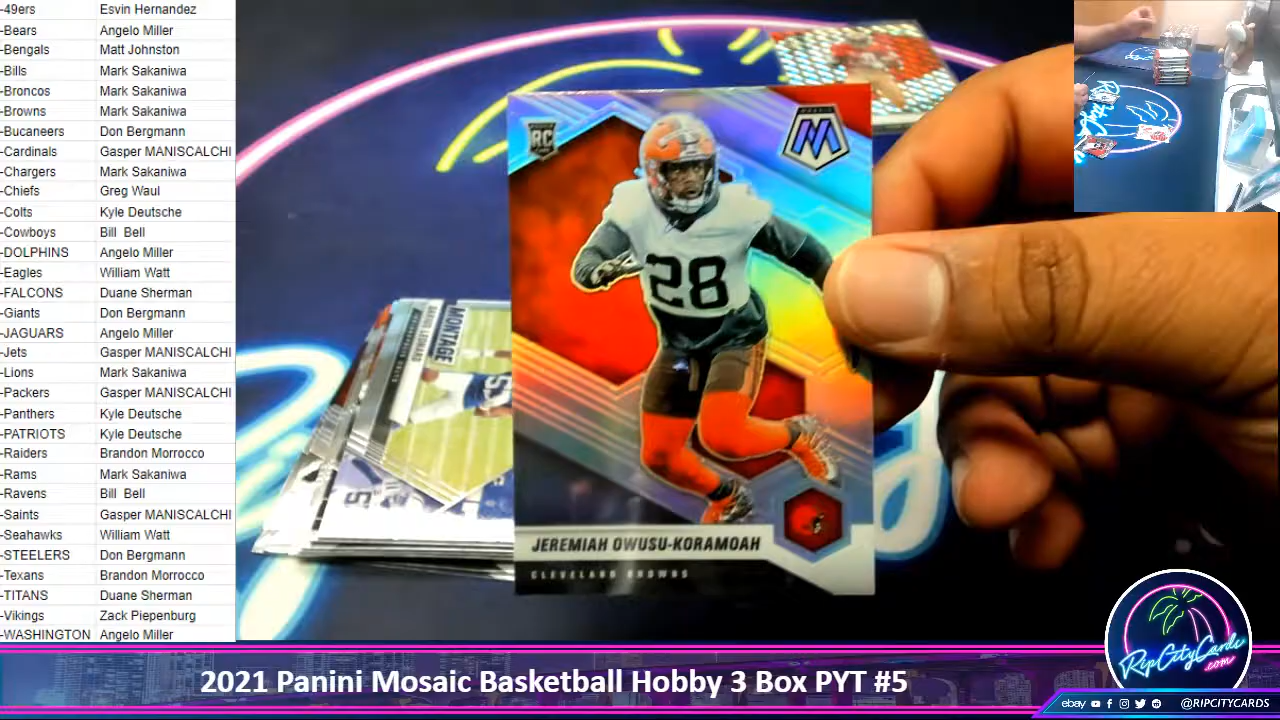 -49ers Esvin Hernandez
-Bears Angelo Miller
-Bengals Matt Johnston
-Bills Mark Sakaniwa
-Broncos Mark Sakaniwa
-Browns Mark Sakaniwa
-Bucaneers Don Bergmann
-Cardinals Gasper MANISCALCHI
-Chargers Mark Sakaniwa
-Chiefs Greg Waul
-Colts Kyle Deutsche
-Cowboys Bill Bell
-DOLPHINS Angelo Miller
-Eagles William Watt
-FALCONS Duane Sherman
-Giants Don Bergmann
-JAGUARS Angelo Miller
-Jets Gasper MANISCALCHI
-Lions Mark Sakaniwa
-Packers Gasper MANISCALCHI
-Panthers Kyle Deutsche
-PATRIOTS Kyle Deutsche
-Raiders Brandon Morrocco
-Rams Mark Sakaniwa
-Ravens Bill Bell
-Saints Gasper MANISCALCHI
-Seahawks William Watt
-STEELERS Don Bergmann
-Texans Brandon Morrocco
-TITANS Duane Sherman
-Vikings Zack Piepenburg
-WASHINGTON Angelo Miller
RC
MOSAIC
M
28
JEREMIAH OWUSU-KORAMOAH
CLEVELAND BROWNS
MONTAGE
RipCityCards
.com
2021 Panini Mosaic Basketball Hobby 3 Box PYT #5
ebay @RIPCITYCARDS